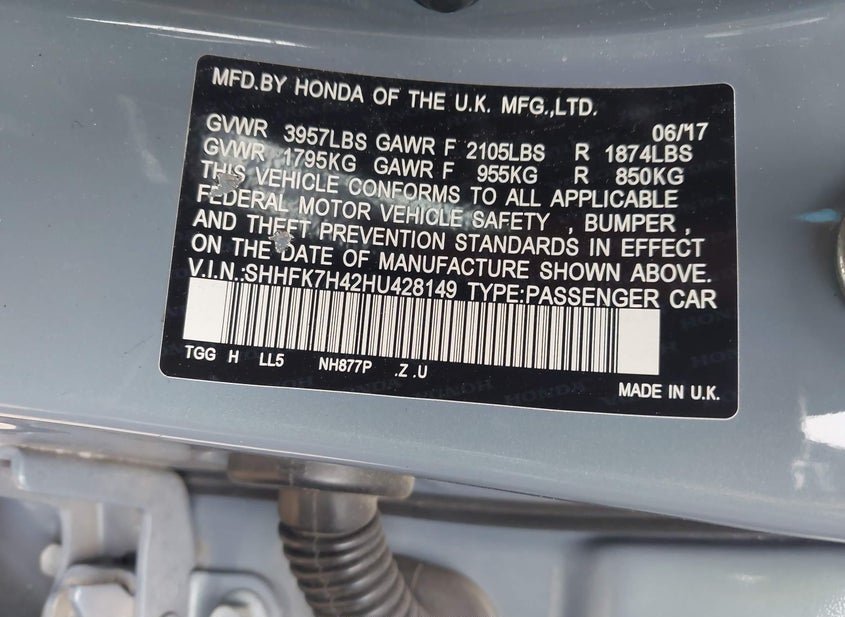 MFD.BY HONDA OF THE U.K. MFG.,LTD.
06/'17
GVWR 3957LBS GAWR F 2105LBS R 1874LBS
GVWR 1795KG GAWR F 955KG R 850KG
THIS VEHICLE CONFORMS TO ALL APPLICABLE
FEDERAL MOTOR VEHICLE SAFETY , BUMPER ,
AND THEFT PREVENTION STANDARDS IN EFFECT
ON THE DATE OF MANUFACTURE SHOWN ABOVE.
V.I.N.:SHHFK7H42HU428149 TYPE:PASSENGER CAR
TGG H LL5 NH877P .Z .U
MADE IN U.K.